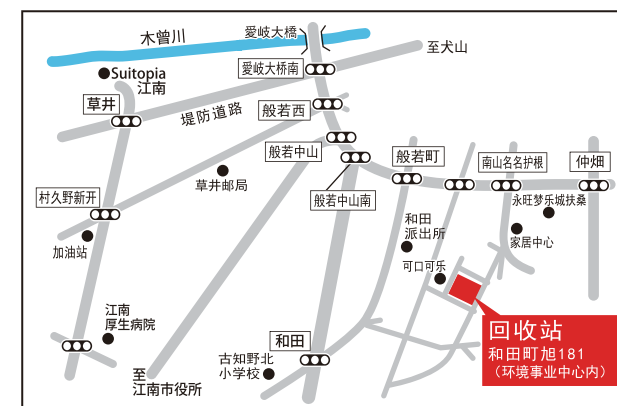 木曾川
愛岐大橋
至犬山
Suitopia
江南
愛岐大桥南
草井
堤防道路
般若西
般若中山
般若町
南山名名护根
仲畑
草井邮局
般若中山南
村久野新开
永旺梦乐城扶桑
和田
派出所
家居中心
加油站
可口可乐
江南
厚生病院
和田
回收站
和田町旭181
（环境事业中心内）
古知野北
小学校
至
江南市役所